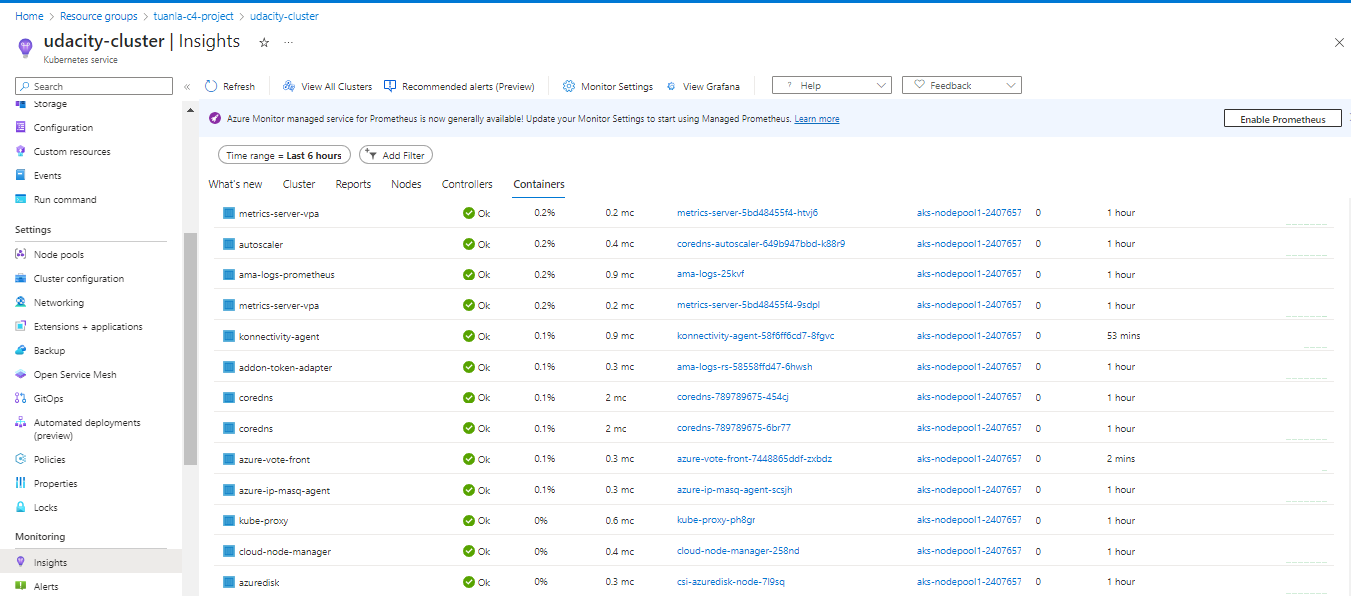 Home > Resource groups > tuanla-c4-project > udacity-cluster
udacity-cluster | Insights ☆ ...
Kubernetes service
Search
«
Refresh
View All Clusters
Recommended alerts (Preview)
Monitor Settings
View Grafana
? Help
Feedback
Storage
Configuration
Custom resources
Events
Run command
Settings
Node pools
Cluster configuration
Networking
Extensions + applications
Backup
Open Service Mesh
GitOps
Automated deployments
(preview)
Policies
Properties
Locks
Monitoring
Insights
Alerts
Azure Monitor managed service for Prometheus is now generally available! Update your Monitor Settings to start using Managed Prometheus. Learn more
Enable Prometheus
Time range = Last 6 hours
Add Filter
What's new Cluster Reports Nodes Controllers Containers
metrics-server-vpa Ok 0.2% 0.2 mc metrics-server-5bd48455f4-htvj6 aks-nodepool1-2407657 0 1 hour
autoscaler Ok 0.2% 0.4 mc coredns-autoscaler-649b947bbd-k88r9 aks-nodepool1-2407657 0 1 hour
ama-logs-prometheus Ok 0.2% 0.9 mc ama-logs-25kvf aks-nodepool1-2407657 0 1 hour
metrics-server-vpa Ok 0.2% 0.2 mc metrics-server-5bd48455f4-9sdpl aks-nodepool1-2407657 0 1 hour
konnectivity-agent Ok 0.1% 0.9 mc konnectivity-agent-58f6ff6cd7-8fgvc aks-nodepool1-2407657 0 53 mins
addon-token-adapter Ok 0.1% 0.3 mc ama-logs-rs-58558ffd47-6hwsh aks-nodepool1-2407657 0 1 hour
coredns Ok 0.1% 2 mc coredns-789789675-454cj aks-nodepool1-2407657 0 1 hour
coredns Ok 0.1% 2 mc coredns-789789675-6br77 aks-nodepool1-2407657 0 1 hour
azure-vote-front Ok 0.1% 0.3 mc azure-vote-front-7448865ddf-zxbdz aks-nodepool1-2407657 0 2 mins
azure-ip-masq-agent Ok 0.1% 0.3 mc azure-ip-masq-agent-scsjh aks-nodepool1-2407657 0 1 hour
kube-proxy Ok 0% 0.6 mc kube-proxy-ph8gr aks-nodepool1-2407657 0 1 hour
cloud-node-manager Ok 0% 0.4 mc cloud-node-manager-258nd aks-nodepool1-2407657 0 1 hour
azuredisk Ok 0% 0.3 mc csi-azuredisk-node-7l9sq aks-nodepool1-2407657 0 1 hour